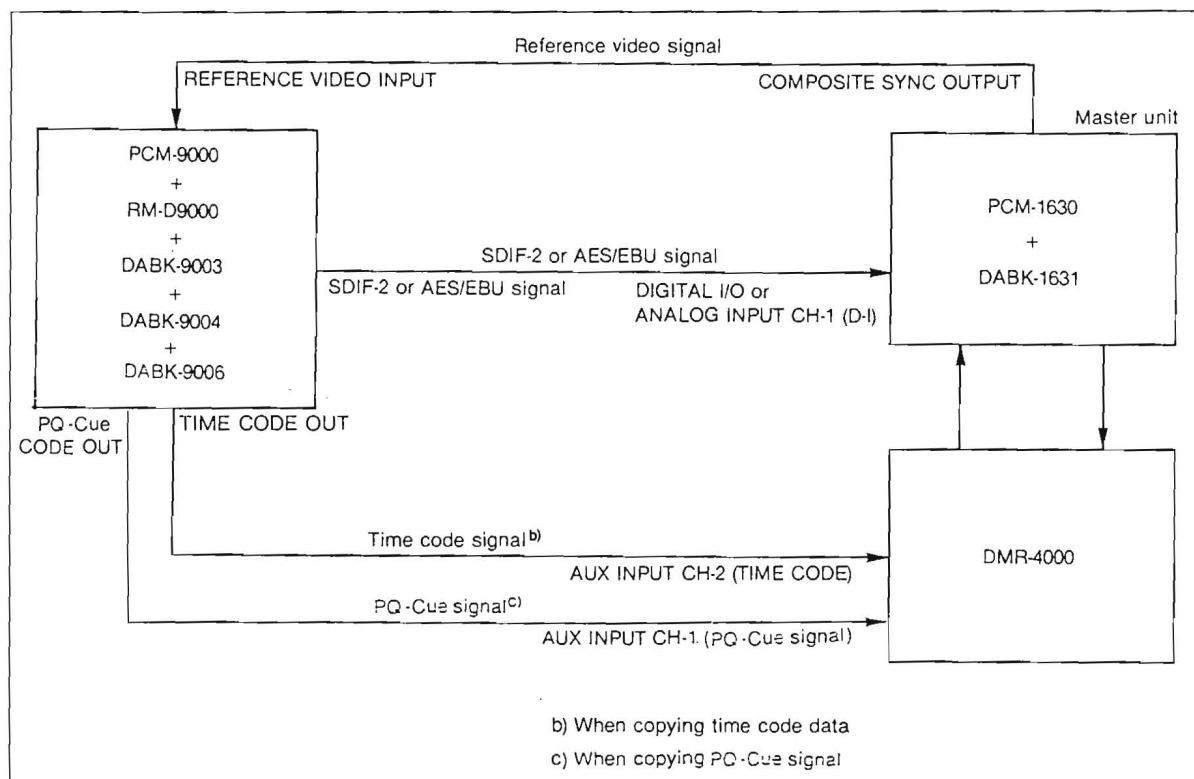 Reference video signal
REFERENCE VIDEO INPUT
COMPOSITE SYNC OUTPUT
Master unit
PCM-9000
+
RM-D9000
+
DABK-9003
+
DABK-9004
+
DABK-9006
SDIF-2 or AES/EBU signal
SDIF-2 or AES/EBU signal
DIGITAL I/O or
ANALOG INPUT CH-1 (D-I)
PCM-1630
+
DABK-1631
PQ-Cue
CODE OUT
TIME CODE OUT
Time code signal b)
AUX INPUT CH-2 (TIME CODE)
PQ-Cue signal c)
AUX INPUT CH-1. (PQ-Cue signal)
DMR-4000
b) When copying time code data
c) When copying PQ-Cue signal